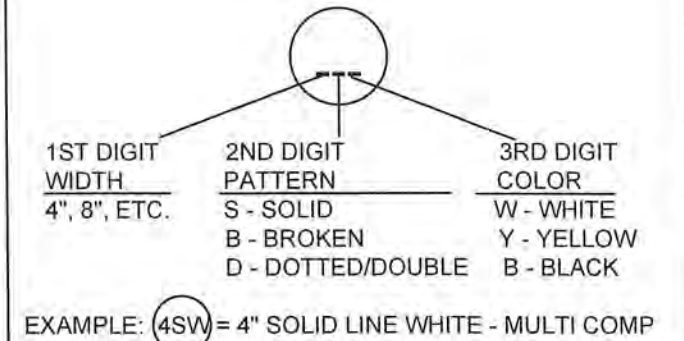 1ST DIGIT 2ND DIGIT 3RD DIGIT
WIDTH PATTERN COLOR
4", 8", ETC. S - SOLID W - WHITE
B - BROKEN Y - YELLOW
D - DOTTED/DOUBLE B - BLACK
EXAMPLE: 4SW = 4" SOLID LINE WHITE - MULTI COMP